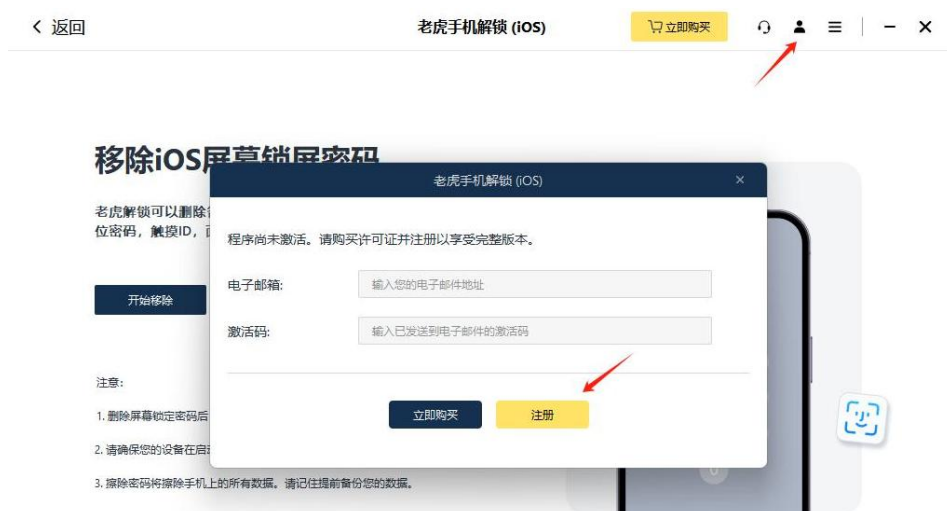 返回
老虎手机解锁 (iOS)
立即购买
移除iOS屏幕锁屏密码
老虎手机解锁 (iOS)
老虎解锁可以删除
位密码，触摸ID，
程序尚未激活。请购买许可证并注册以享受完整版本。
电子邮箱:
输入您的电子邮件地址
开始移除
激活码:
输入已发送到电子邮件的激活码
注意：
立即购买
注册
1. 删除屏幕锁定密码后
2. 请确保您的设备在启
3. 擦除密码将擦除手机上的所有数据。请记住提前备份您的数据。